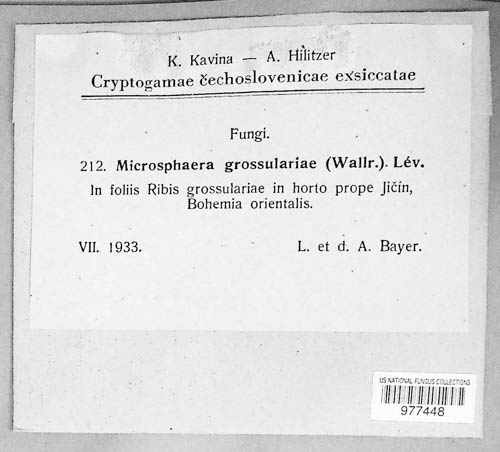 K. Kavina — A. Hilitzer
Cryptogamae čechoslovenicae exsiccatae
Fungi.
212. Microsphaera grossulariae (Wallr.). Lév.
In foliis Ribis grossulariae in horto prope Jičín,
Bohemia orientalis.
VII. 1933. L. et d. A. Bayer.
US NATIONAL FUNGUS COLLECTIONS
977448